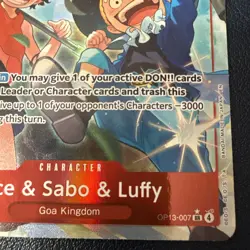 You may give 1 of your active DON!! cards
Leader or Character cards and trash this
ive up to 1 of your opponent's Characters −3000
g this turn.
CHARACTER
ce & Sabo & Luffy
Goa Kingdom
OP13-007